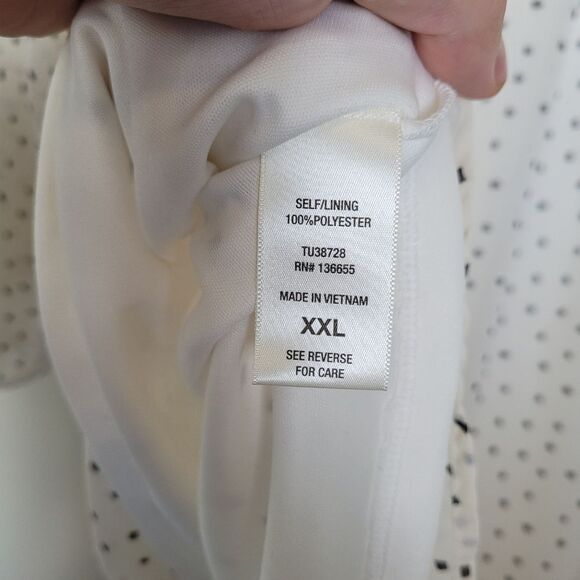 SELF/LINING
100%POLYESTER
TU38728
RN# 136655
MADE IN VIETNAM
XXL
SEE REVERSE
FOR CARE